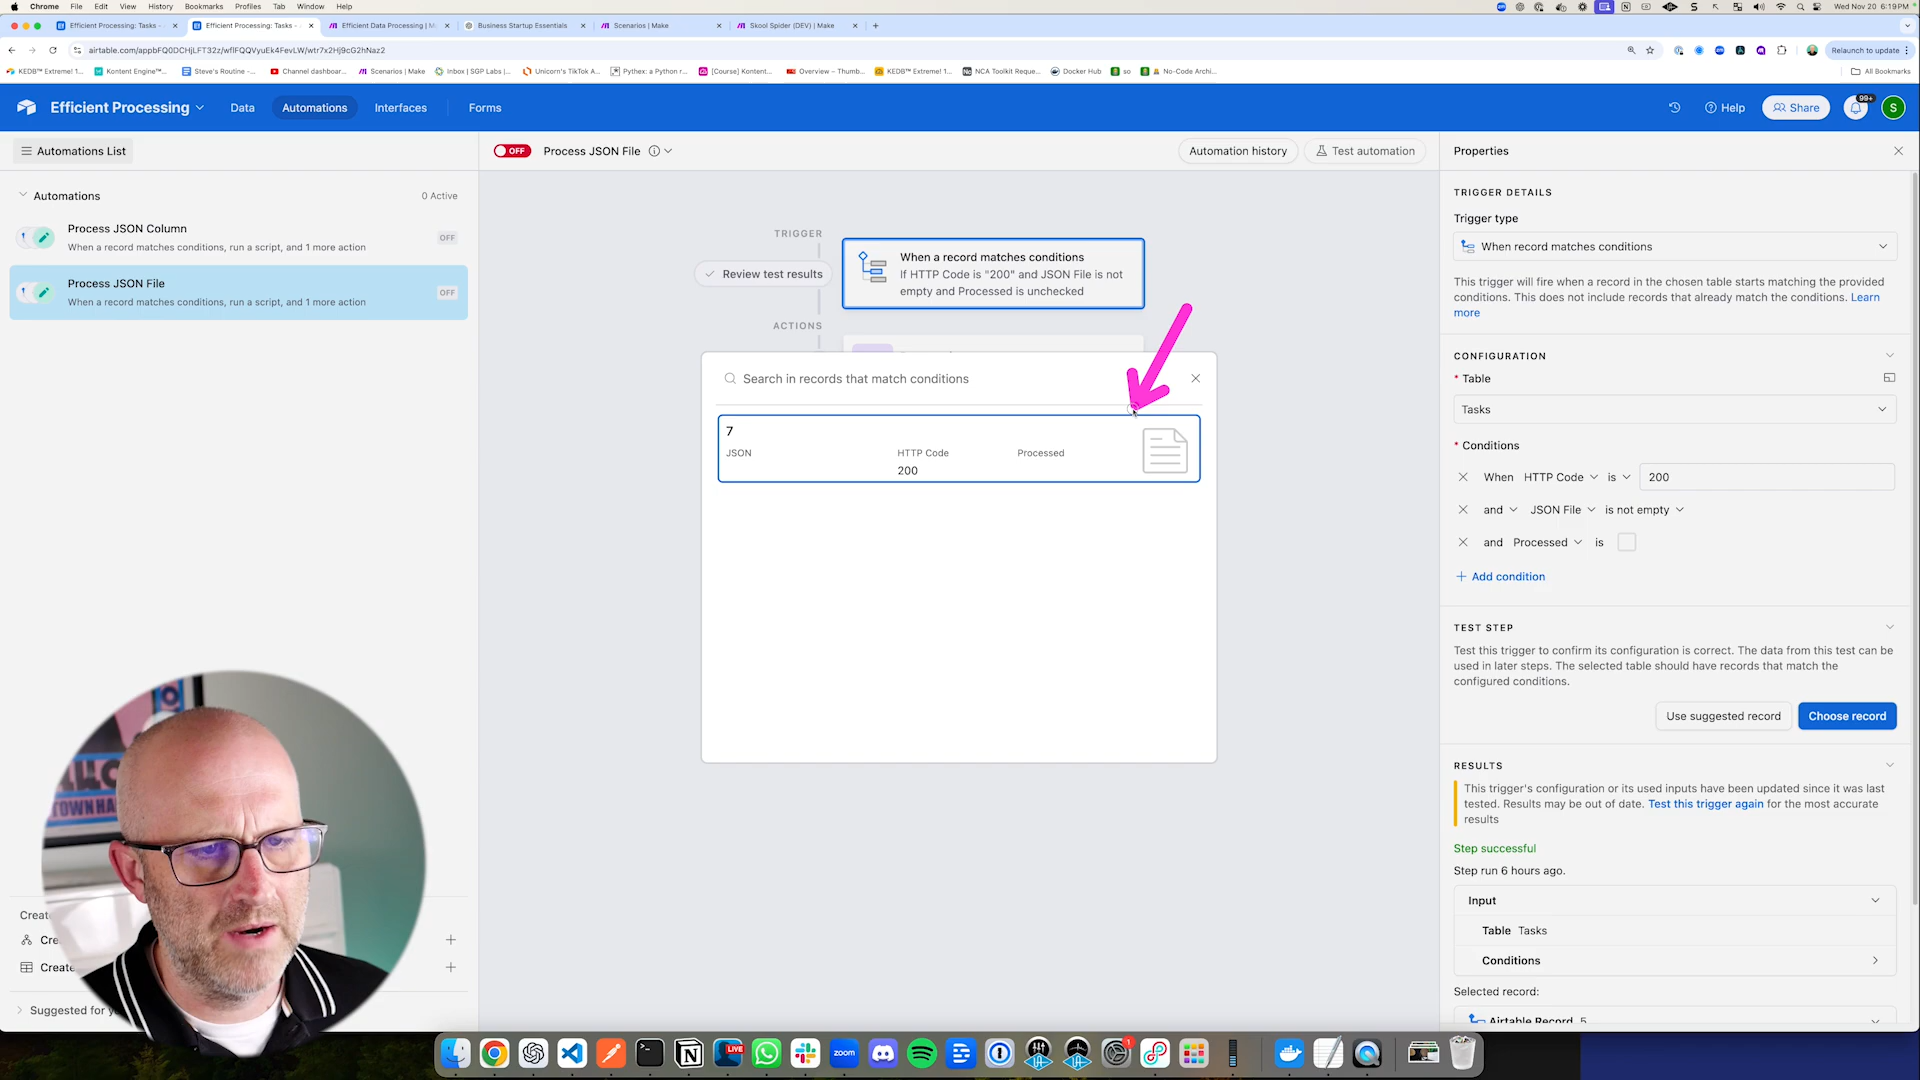 Chrome File Edit View History Bookmarks Profiles Tab Window Help
Wed Nov 20 6:19 PM
Efficient Processing: Tasks - Efficient Processing: Tasks - Efficient Data Processing | M Business Startup Essentials Scenarios | Make Skool Spider (DEV) | Make
airtable.com/appbFQ0DCHjLFT32z/wflFQQVyuEk4FevLW/wtr7x2Hj9cG2hNaz2
Relaunch to update
KEDB™ Extreme! 1... Kontent Engine™... Steve's Routine -... Channel dashboar... Scenarios | Make Inbox | SGP Labs |... Unicorn's TikTok A... Pythex: a Python r... [Course] Kontent... Overview – Thumb... KEDB™ Extreme! 1... NCA Toolkit Reque... Docker Hub so No-Code Archi...
All Bookmarks
Efficient Processing Data Automations Interfaces Forms
Help Share 99+ S
Automations List
OFF Process JSON File
Automation history Test automation
Properties
Automations 0 Active
Process JSON Column
When a record matches conditions, run a script, and 1 more action
OFF
Process JSON File
When a record matches conditions, run a script, and 1 more action
OFF
Create
Cre
Create
Suggested for y
TRIGGER
Review test results
When a record matches conditions
If HTTP Code is "200" and JSON File is not
empty and Processed is unchecked
ACTIONS
Search in records that match conditions
7
JSON HTTP Code Processed
200
TRIGGER DETAILS
Trigger type
When record matches conditions
This trigger will fire when a record in the chosen table starts matching the provided
conditions. This does not include records that already match the conditions. Learn
more
CONFIGURATION
* Table
Tasks
* Conditions
When HTTP Code is 200
and JSON File is not empty
and Processed is
+ Add condition
TEST STEP
Test this trigger to confirm its configuration is correct. The data from this test can be
used in later steps. The selected table should have records that match the
configured conditions.
Use suggested record Choose record
RESULTS
This trigger's configuration or its used inputs have been updated since it was last
tested. Results may be out of date. Test this trigger again for the most accurate
results
Step successful
Step run 6 hours ago.
Input
Table Tasks
Conditions
Selected record:
Airtable Record 5
TOWN HA
LIVE
zoom
1